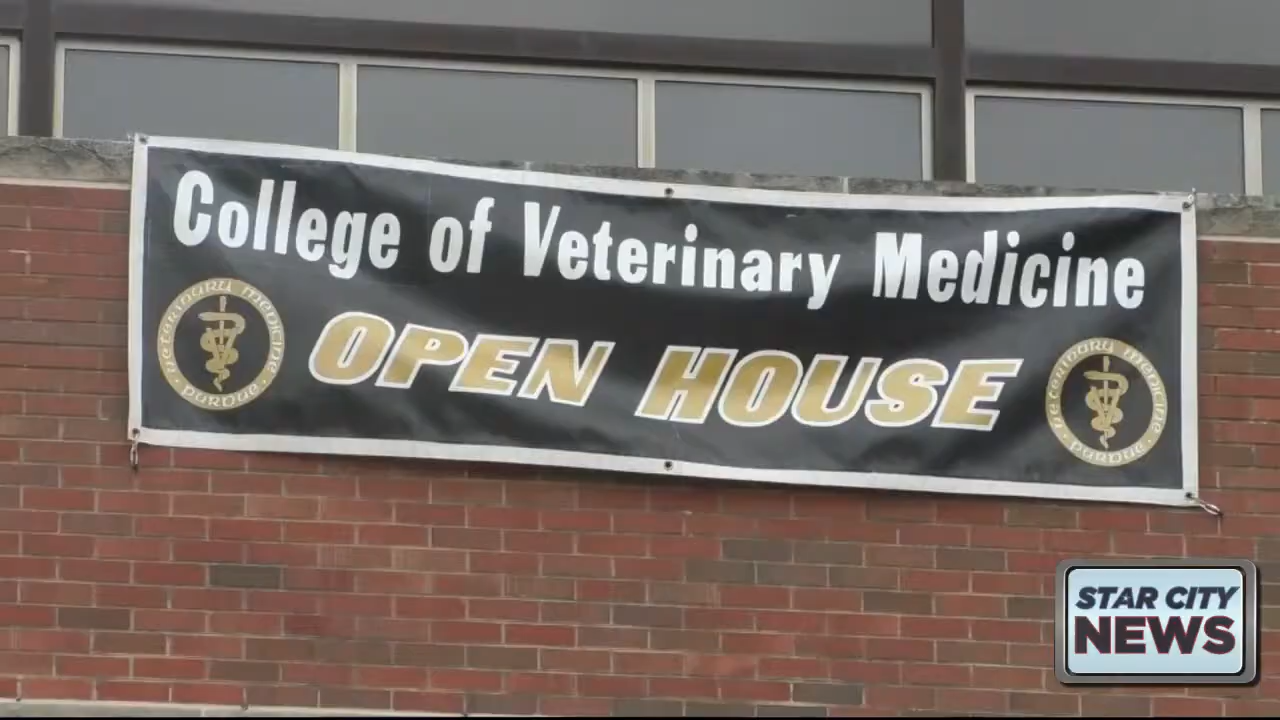 College of Veterinary Medicine
OPEN HOUSE
VETERINARY MEDICINE
· PURDUE ·
VETERINARY MEDICINE
· PURDUE ·
STAR CITY
NEWS